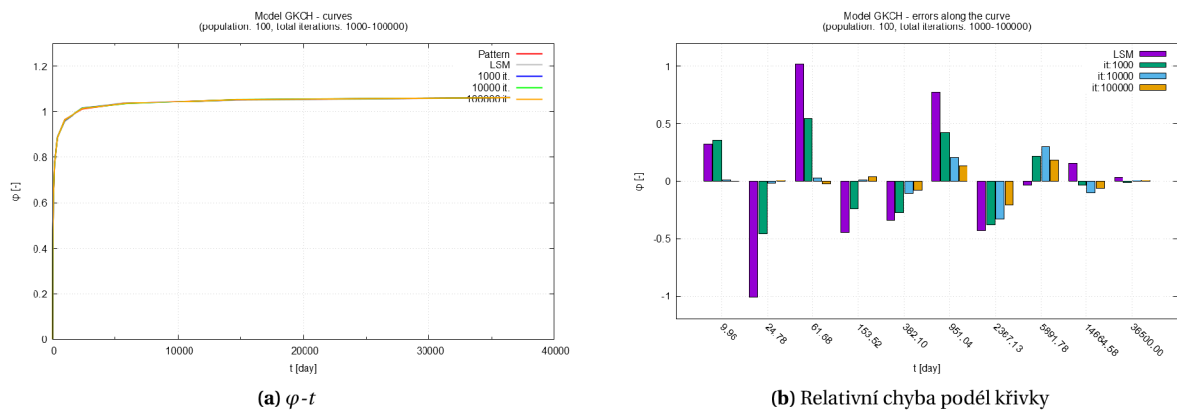 Model GKCH - curves
(population: 100, total iterations: 1000-100000)
Pattern
LSM
1000 it.
10000 it.
100000 it.
φ [-]
1.2
1
0.8
0.6
0.4
0.2
0
0
10000
20000
30000
40000
t [day]
(a) φ-t
Model GKCH - errors along the curve
(population: 100, total iterations: 1000-100000)
LSM
it:1000
it:10000
it:100000
φ [-]
1
0.5
0
-0.5
-1
9.96
24.78
61.68
153.52
382.10
951.04
2367.13
5891.78
14664.58
36500.00
t [day]
(b) Relativní chyba podél křivky